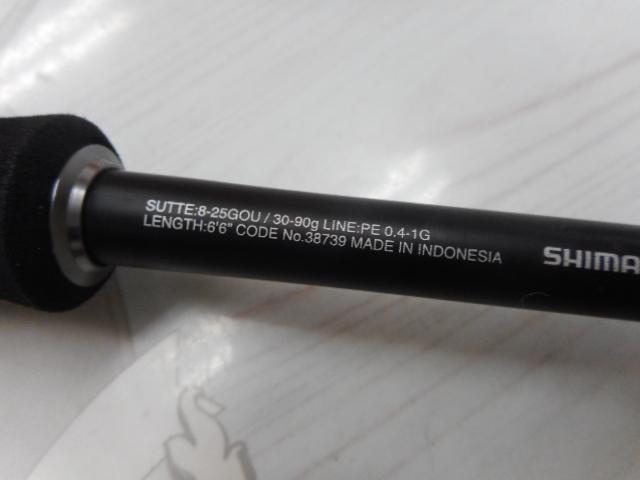 SUTTE:8-25GOU / 30-90g LINE:PE 0.4-1G
LENGTH:6'6" CODE No.38739 MADE IN INDONESIA
SHIMA